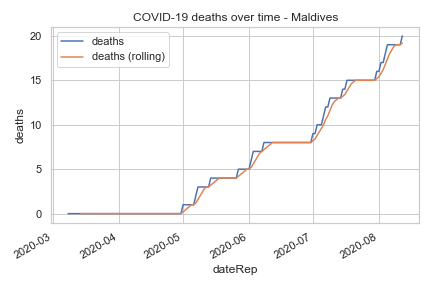 COVID-19 deaths over time - Maldives
deaths
deaths (rolling)
20
15
10
5
0
deaths
2020-03
2020-04
2020-05
2020-06
2020-07
2020-08
dateRep